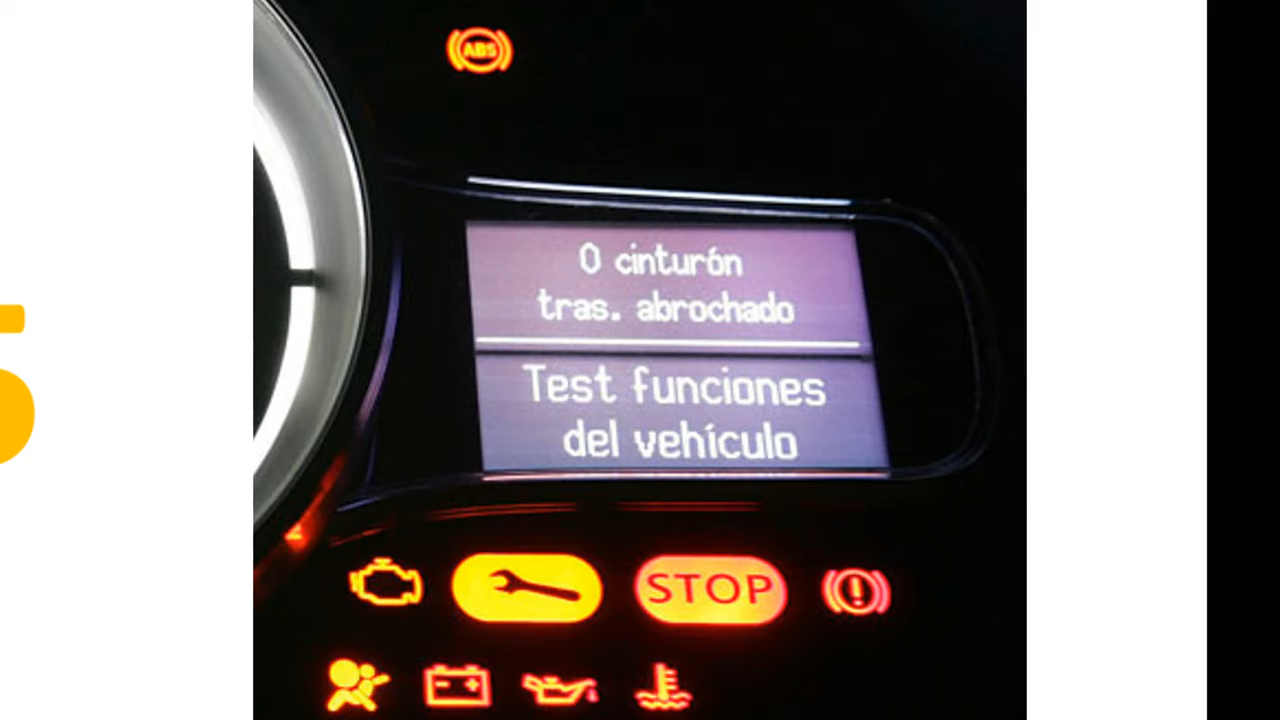 ABS
0 cinturón
tras. abrochado
Test funciones
del vehículo
STOP